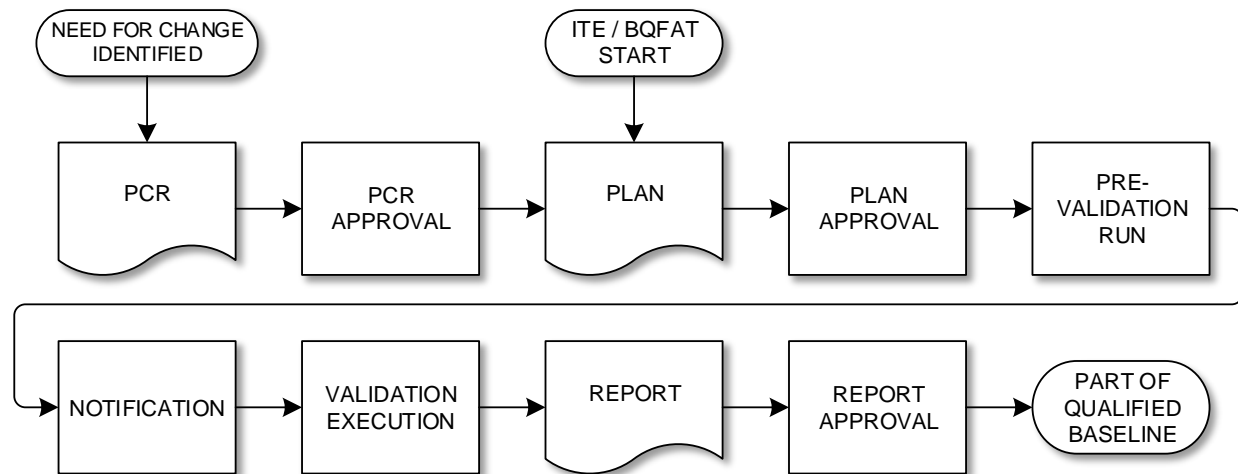 NEED FOR CHANGE
IDENTIFIED
ITE / BQFAT
START
PCR
PCR
APPROVAL
PLAN
PLAN
APPROVAL
PRE-
VALIDATION
RUN
NOTIFICATION
VALIDATION
EXECUTION
REPORT
REPORT
APPROVAL
PART OF
QUALIFIED
BASELINE